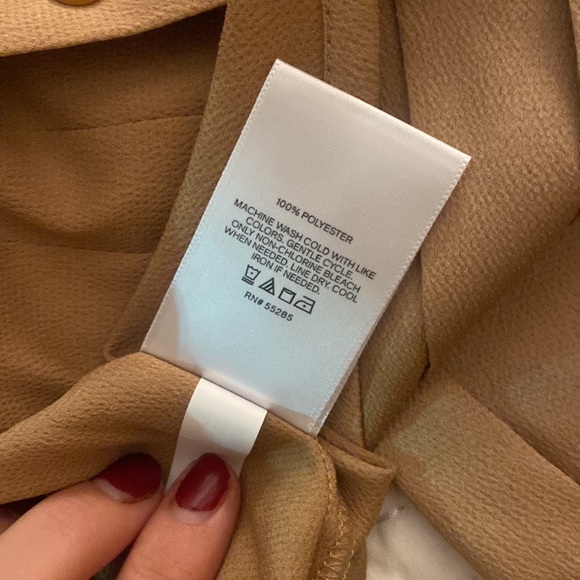 100% POLYESTER
MACHINE WASH COLD WITH LIKE
COLORS, GENTLE CYCLE.
ONLY NON-CHLORINE BLEACH
WHEN NEEDED. LINE DRY, COOL
IRON IF NEEDED.
RN# 55285